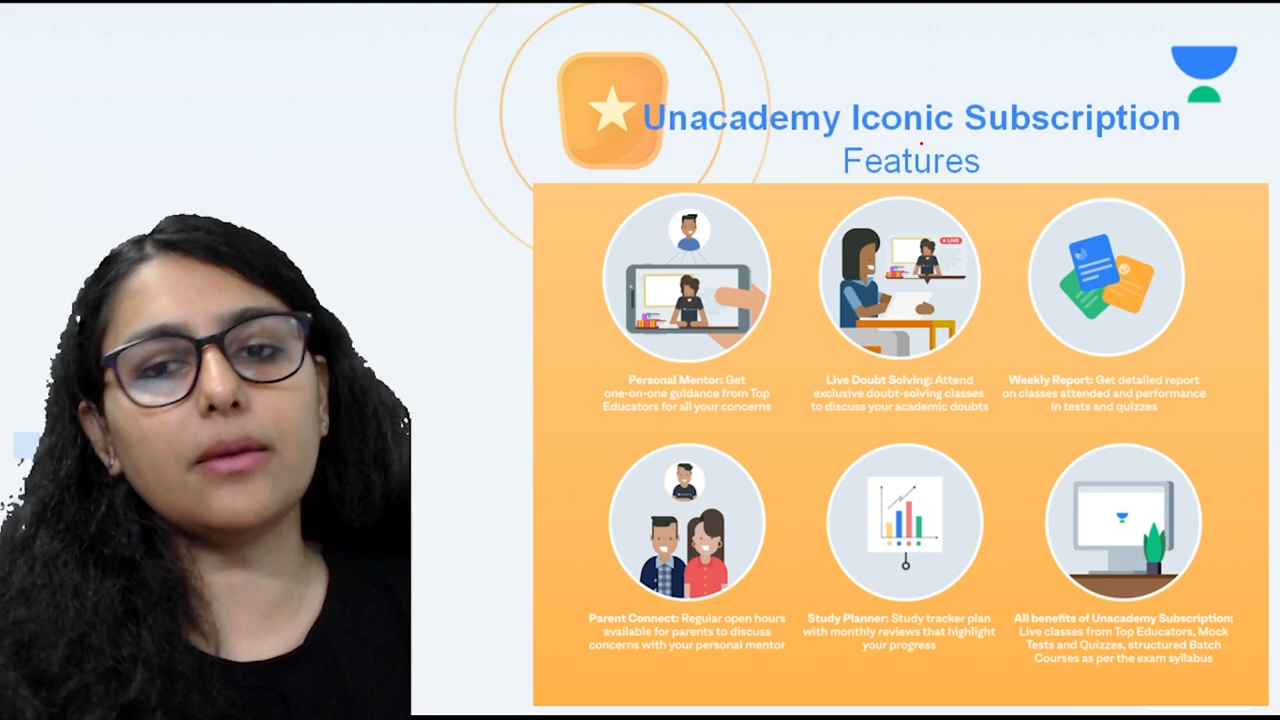 Unacademy Iconic Subscription
Features
LIVE
Personal Mentor: Get
one-on-one guidance from Top
Educators for all your concerns
Live Doubt Solving: Attend
exclusive doubt-solving classes
to discuss your academic doubts
Weekly Report: Get detailed report
on classes attended and performance
in tests and quizzes
Parent Connect: Regular open hours
available for parents to discuss
concerns with your personal mentor
Study Planner: Study tracker plan
with monthly reviews that highlight
your progress
All benefits of Unacademy Subscription:
Live classes from Top Educators, Mock
Tests and Quizzes, structured Batch
Courses as per the exam syllabus